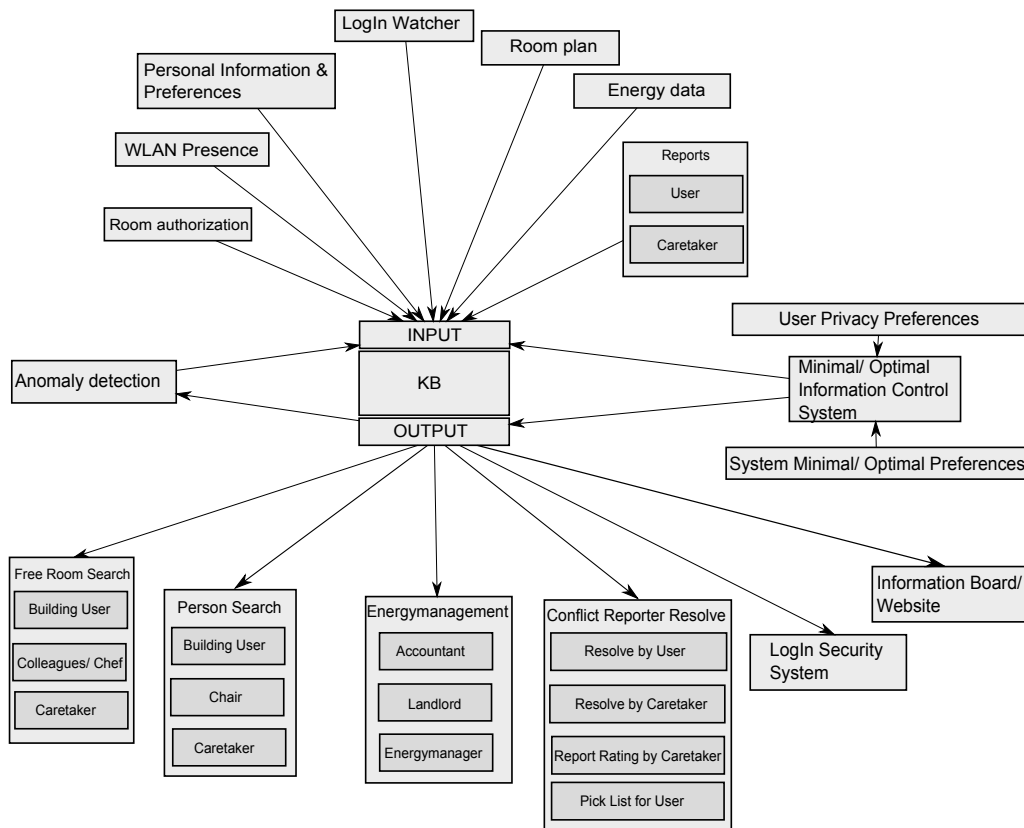 LogIn Watcher
Room plan
Personal Information &
Preferences
Energy data
WLAN Presence
Reports
User
Caretaker
Room authorization
INPUT
KB
OUTPUT
Anomaly detection
User Privacy Preferences
Minimal/ Optimal
Information Control
System
System Minimal/ Optimal Preferences
Free Room Search
Building User
Colleagues/ Chef
Caretaker
Person Search
Building User
Chair
Caretaker
Energymanagement
Accountant
Landlord
Energymanager
Conflict Reporter Resolve
Resolve by User
Resolve by Caretaker
Report Rating by Caretaker
Pick List for User
LogIn Security
System
Information Board/
Website